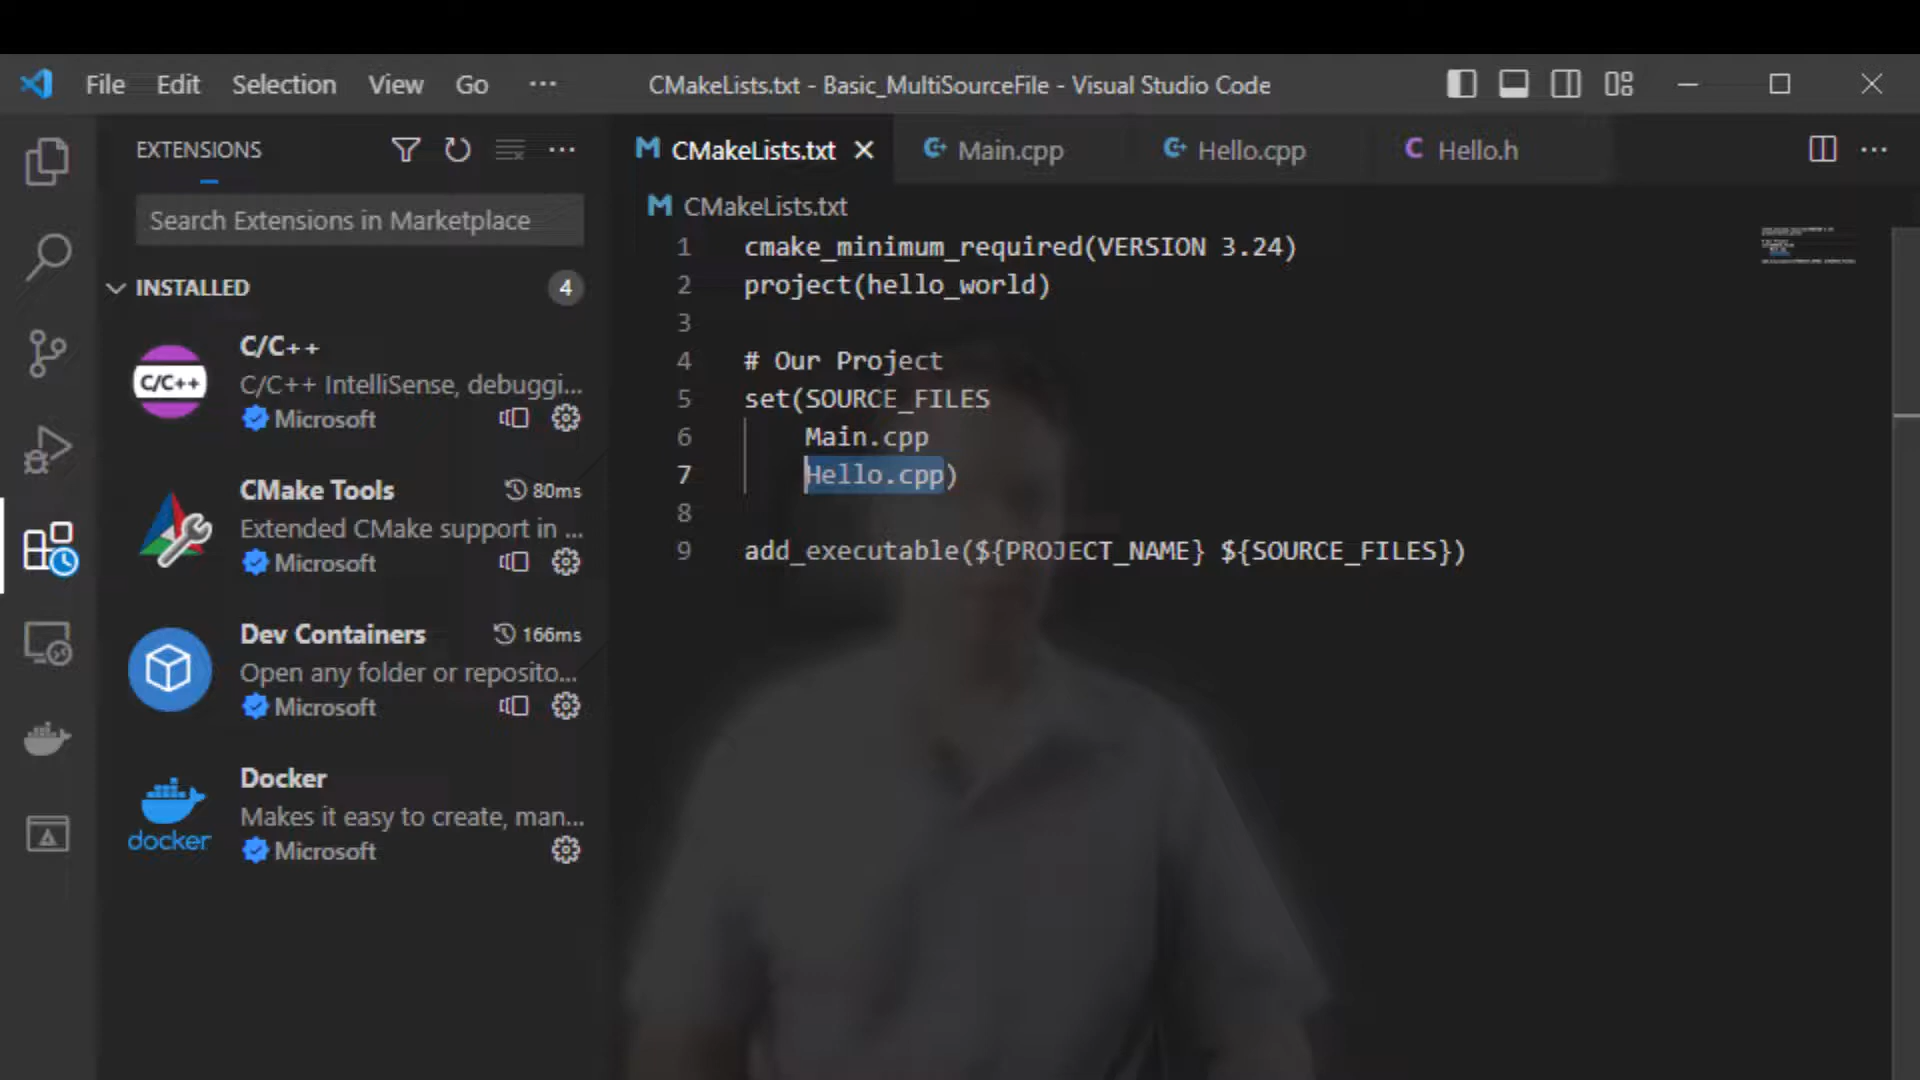 File Edit Selection View Go ··· CMakeLists.txt - Basic_MultiSourceFile - Visual Studio Code
EXTENSIONS
Search Extensions in Marketplace
INSTALLED 4
C/C++
C/C++
C/C++ IntelliSense, debuggi...
Microsoft
CMake Tools 80ms
Extended CMake support in ...
Microsoft
Dev Containers 166ms
Open any folder or reposito...
Microsoft
Docker
docker
Makes it easy to create, man...
Microsoft
CMakeLists.txt Main.cpp Hello.cpp Hello.h
CMakeLists.txt
1 cmake_minimum_required(VERSION 3.24)
2 project(hello_world)
3
4 # Our Project
5 set(SOURCE_FILES
6 Main.cpp
7 Hello.cpp)
8
9 add_executable(${PROJECT_NAME} ${SOURCE_FILES})